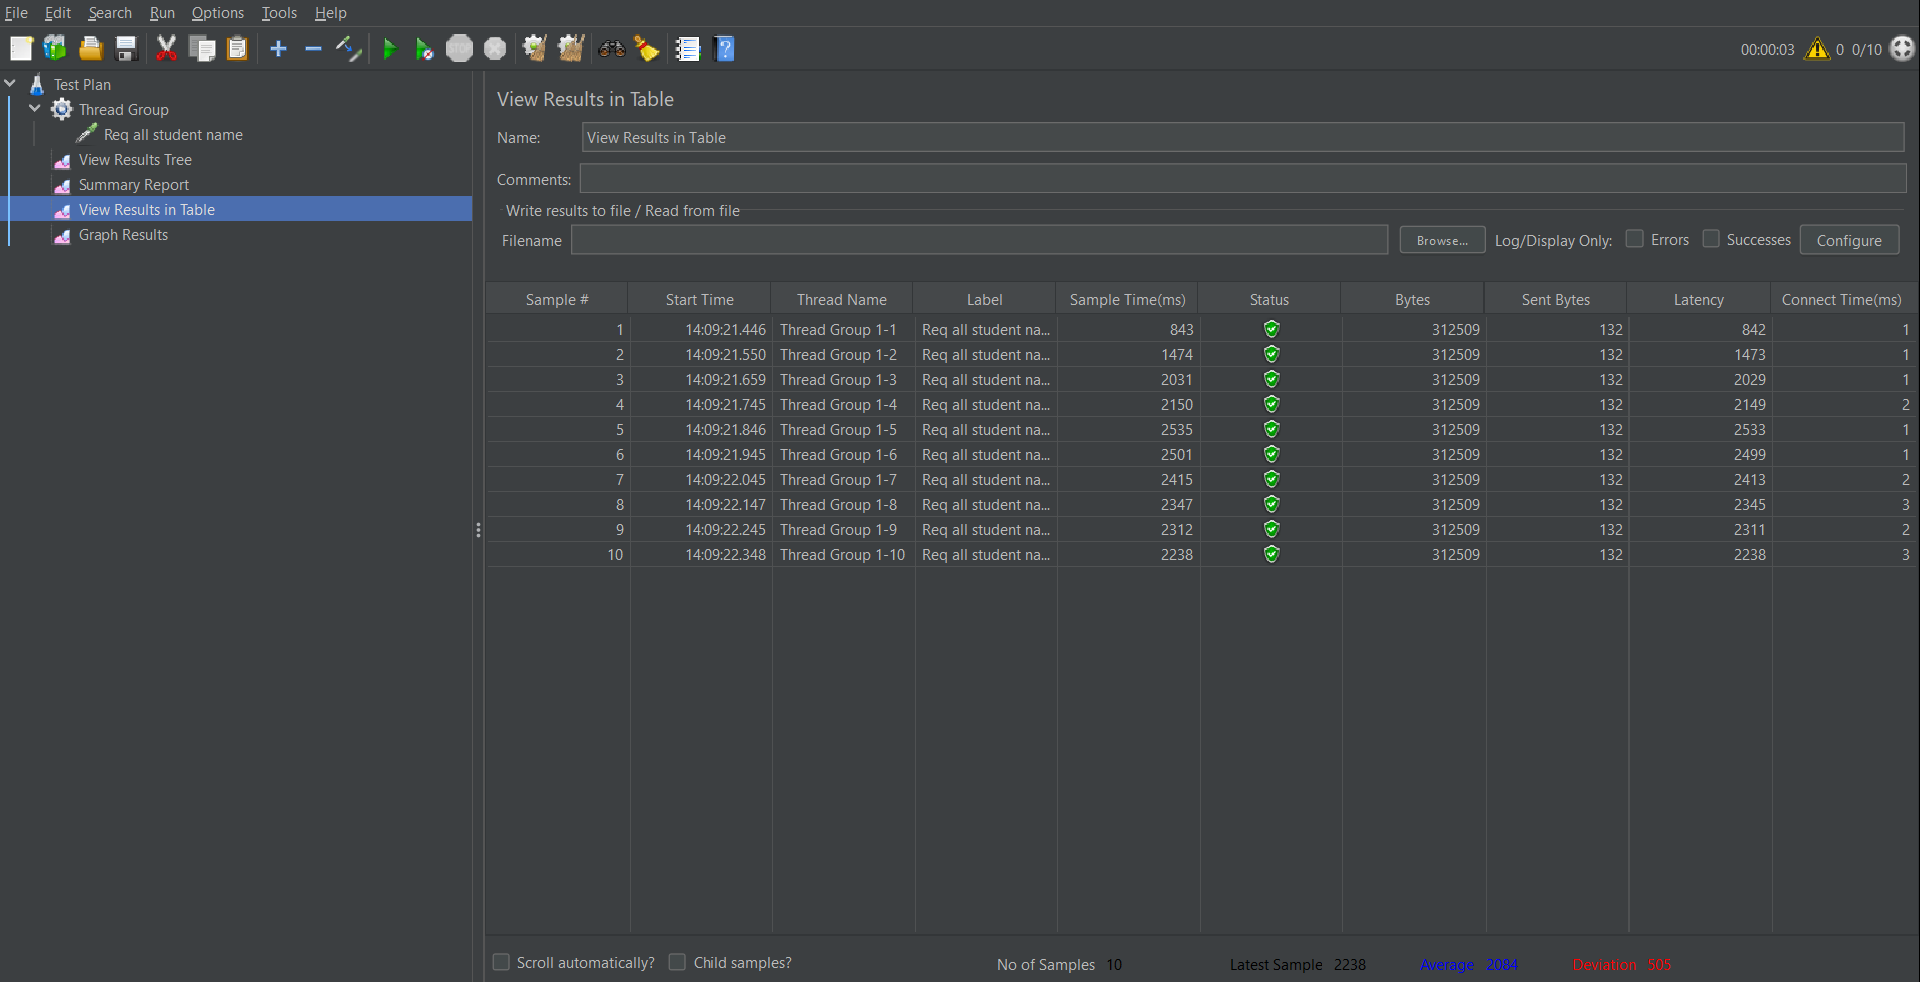 File Edit Search Run Options Tools Help
STOP
00:00:03 0 0/10
Test Plan
Thread Group
Req all student name
View Results Tree
Summary Report
View Results in Table
Graph Results
View Results in Table
Name: View Results in Table
Comments:
Write results to file / Read from file
Filename Browse... Log/Display Only: Errors Successes Configure
Sample # Start Time Thread Name Label Sample Time(ms) Status Bytes Sent Bytes Latency Connect Time(ms)
1 14:09:21.446 Thread Group 1-1 Req all student na... 843 312509 132 842 1
2 14:09:21.550 Thread Group 1-2 Req all student na... 1474 312509 132 1473 1
3 14:09:21.659 Thread Group 1-3 Req all student na... 2031 312509 132 2029 1
4 14:09:21.745 Thread Group 1-4 Req all student na... 2150 312509 132 2149 2
5 14:09:21.846 Thread Group 1-5 Req all student na... 2535 312509 132 2533 1
6 14:09:21.945 Thread Group 1-6 Req all student na... 2501 312509 132 2499 1
7 14:09:22.045 Thread Group 1-7 Req all student na... 2415 312509 132 2413 2
8 14:09:22.147 Thread Group 1-8 Req all student na... 2347 312509 132 2345 3
9 14:09:22.245 Thread Group 1-9 Req all student na... 2312 312509 132 2311 2
10 14:09:22.348 Thread Group 1-10 Req all student na... 2238 312509 132 2238 3
Scroll automatically? Child samples? No of Samples 10 Latest Sample 2238 Average 2084 Deviation 505